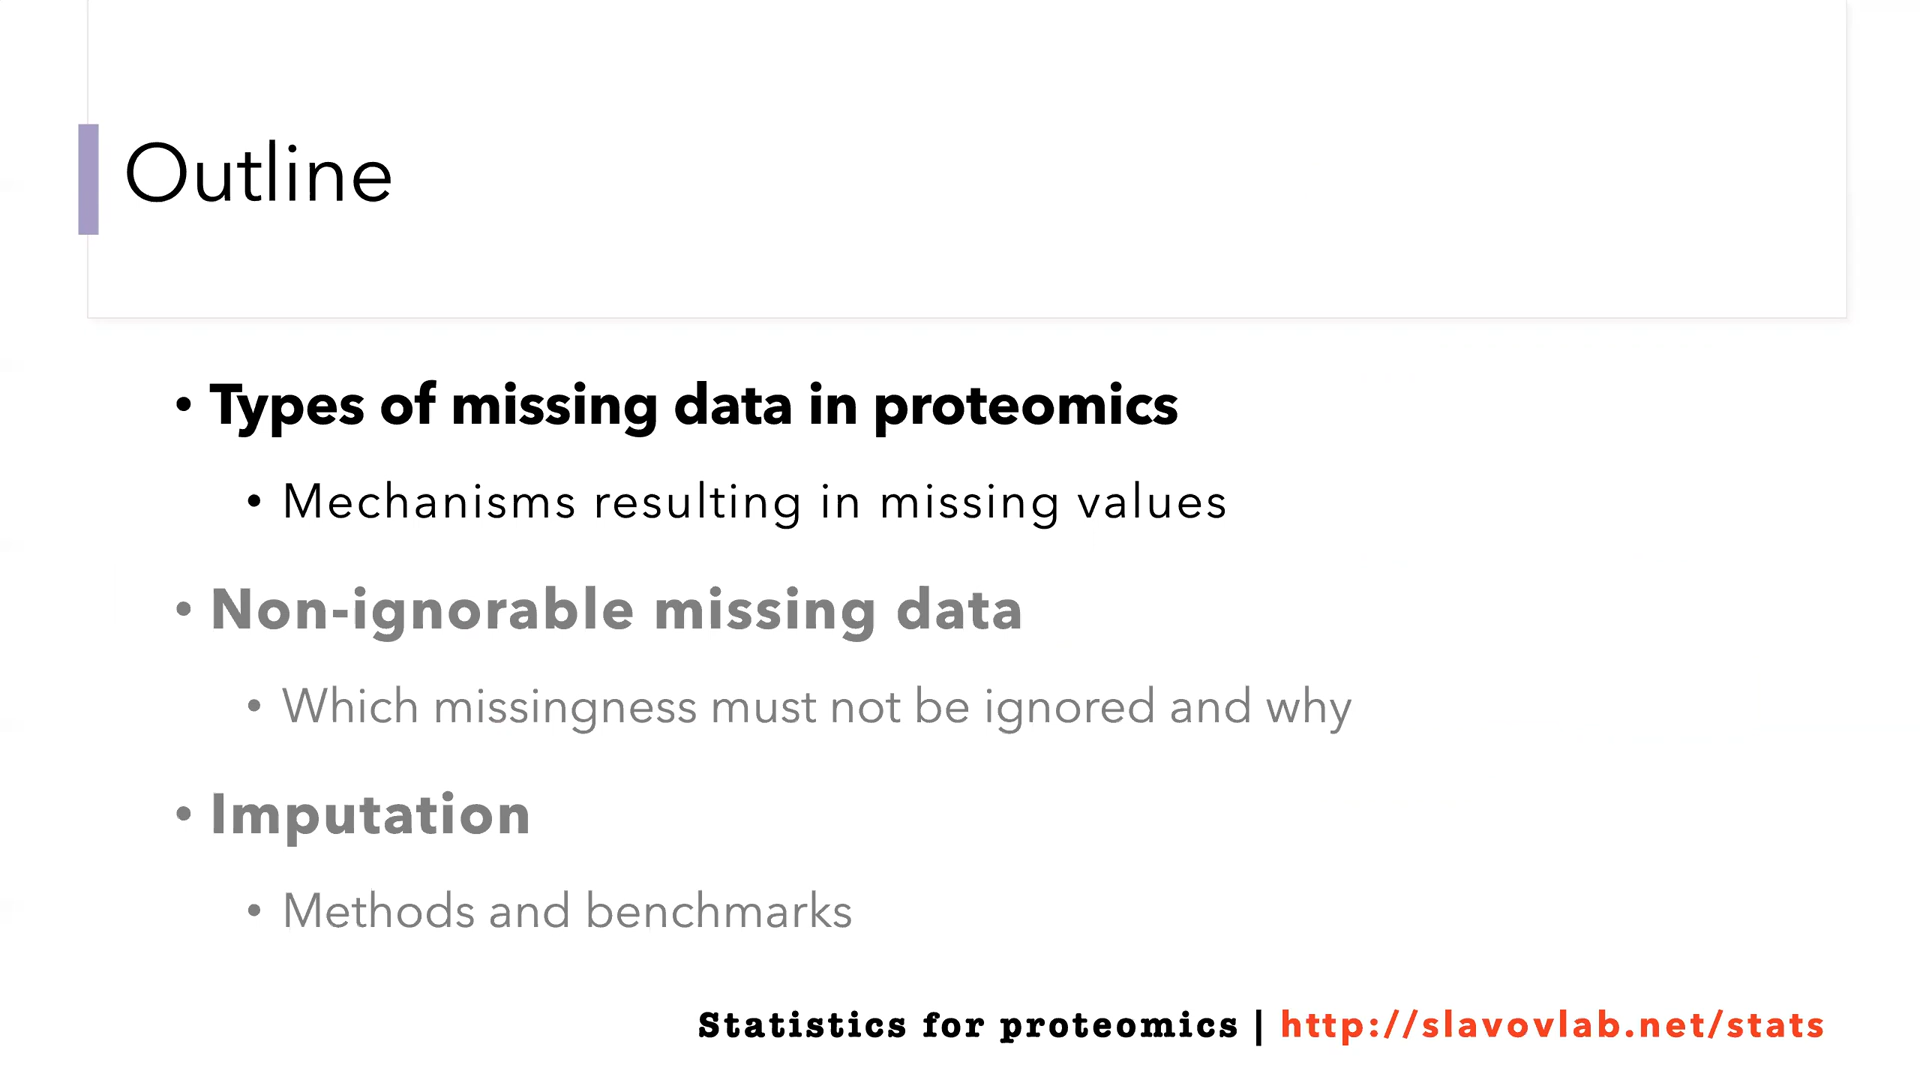 Outline
• Types of missing data in proteomics
• Mechanisms resulting in missing values
• Non-ignorable missing data
• Which missingness must not be ignored and why
• Imputation
• Methods and benchmarks
Statistics for proteomics | http://slavovlab.net/stats